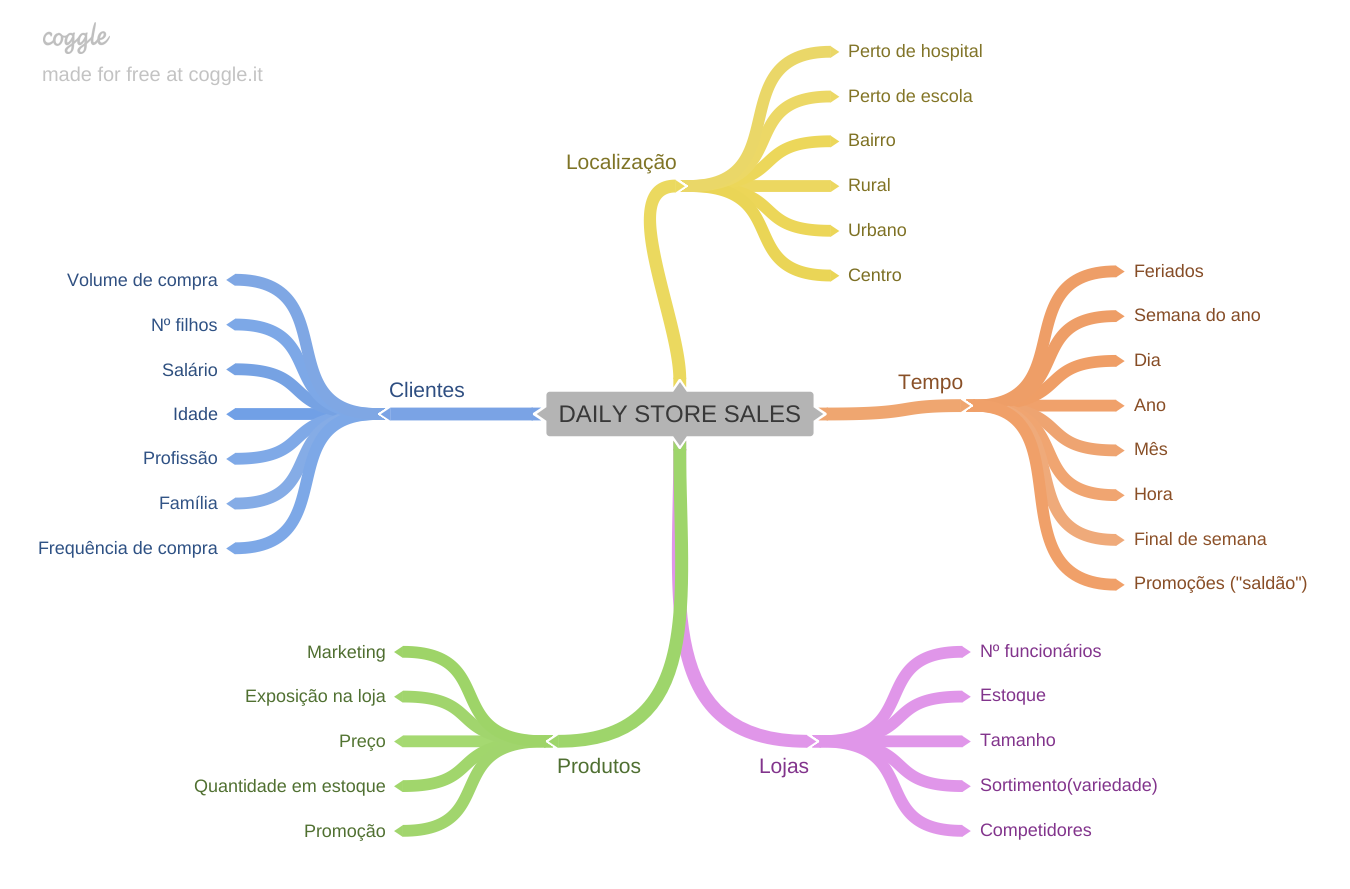 coggle
made for free at coggle.it
Localização
Perto de hospital
Perto de escola
Bairro
Rural
Urbano
Centro
Clientes
Volume de compra
Nº filhos
Salário
Idade
Profissão
Família
Frequência de compra
DAILY STORE SALES
Tempo
Feriados
Semana do ano
Dia
Ano
Mês
Hora
Final de semana
Promoções ("saldão")
Produtos
Marketing
Exposição na loja
Preço
Quantidade em estoque
Promoção
Lojas
Nº funcionários
Estoque
Tamanho
Sortimento(variedade)
Competidores